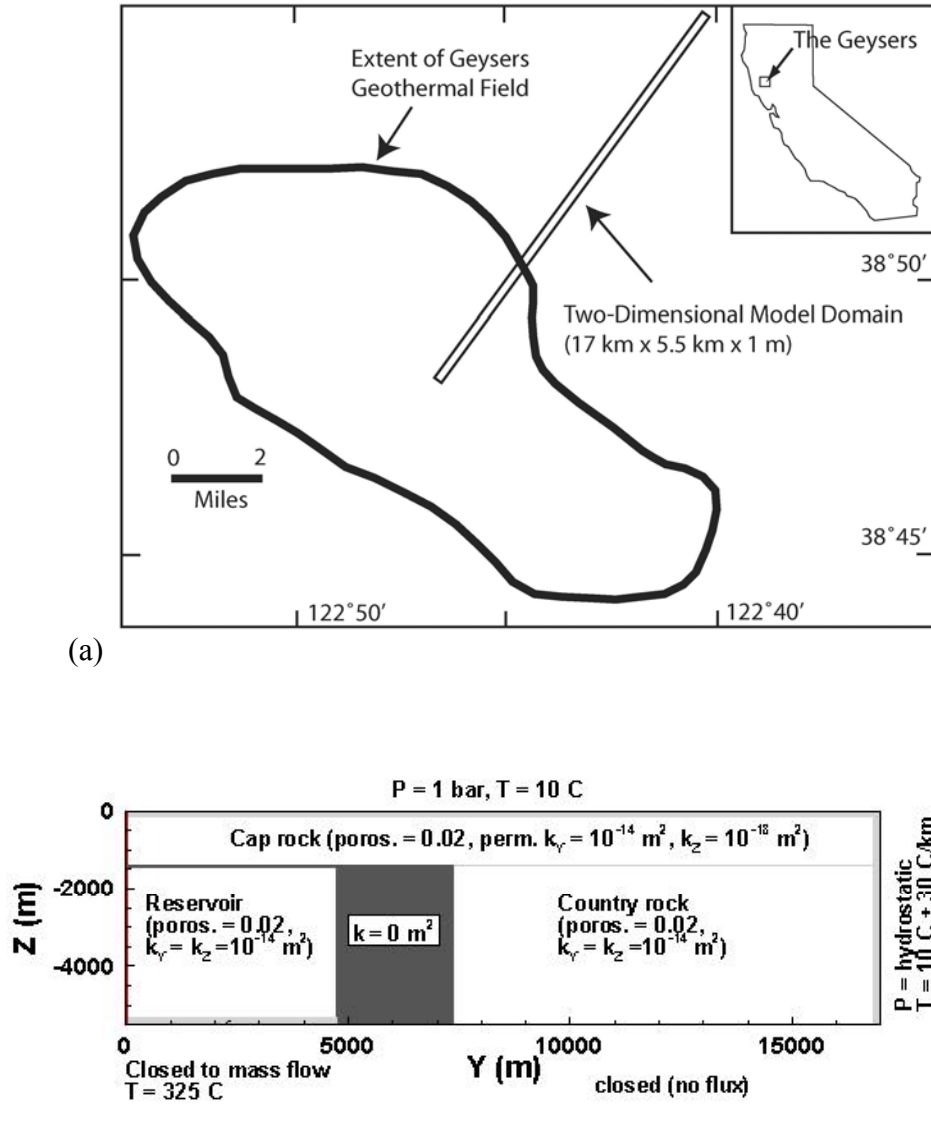 The Geysers
Extent of Geysers
Geothermal Field
38°50′
Two-Dimensional Model Domain
(17 km x 5.5 km x 1 m)
0 2
Miles
38°45′
122°50′ 122°40′
(a)
P = 1 bar, T = 10 C
0
Cap rock (poros. = 0.02, perm. kY = 10⁻¹⁴ m², kZ = 10⁻¹⁸ m²)
-2000
Reservoir
(poros. = 0.02,
kY = kZ =10⁻¹⁴ m²)
k = 0 m²
Country rock
(poros. = 0.02,
kY = kZ =10⁻¹⁴ m²)
-4000
Z (m)
P = hydrostatic
T = 10 C + 30 C/km
0 5000 10000 15000
Y (m)
Closed to mass flow
T = 325 C
closed (no flux)